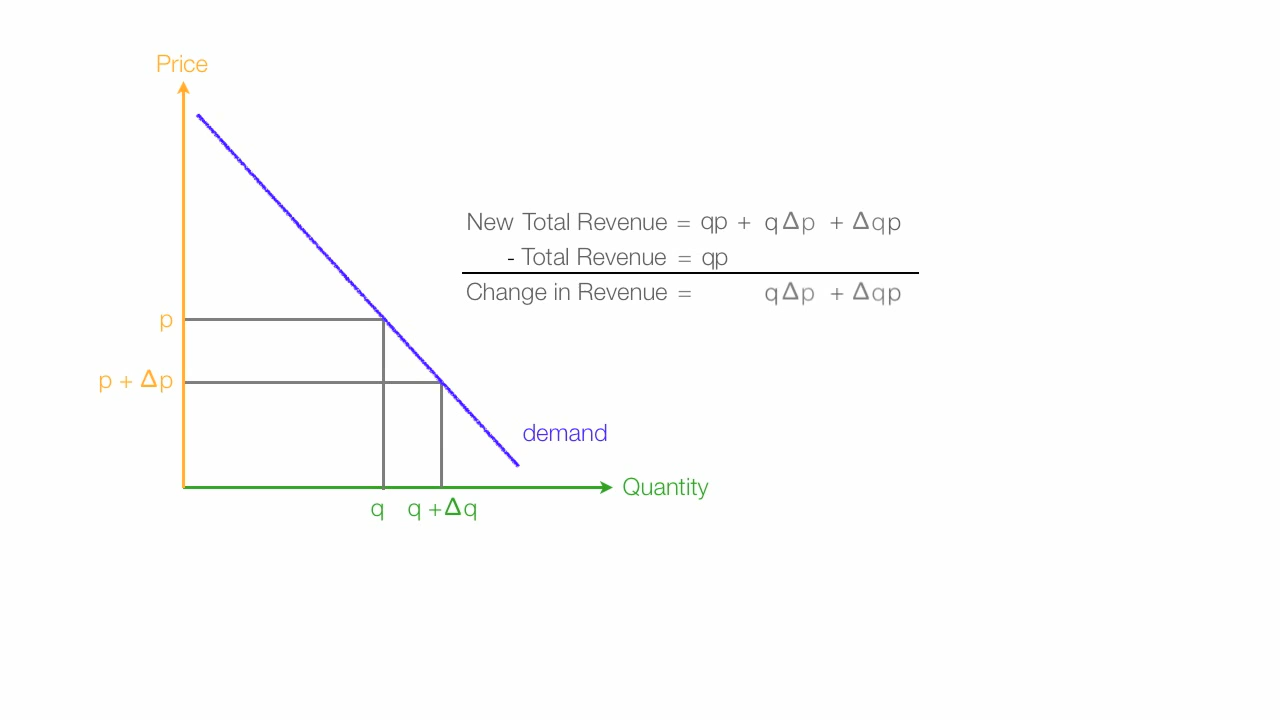 Price
New Total Revenue = qp + qΔp + Δqp
- Total Revenue = qp
Change in Revenue = qΔp + Δqp
p
p + Δp
demand
Quantity
q
q + Δq